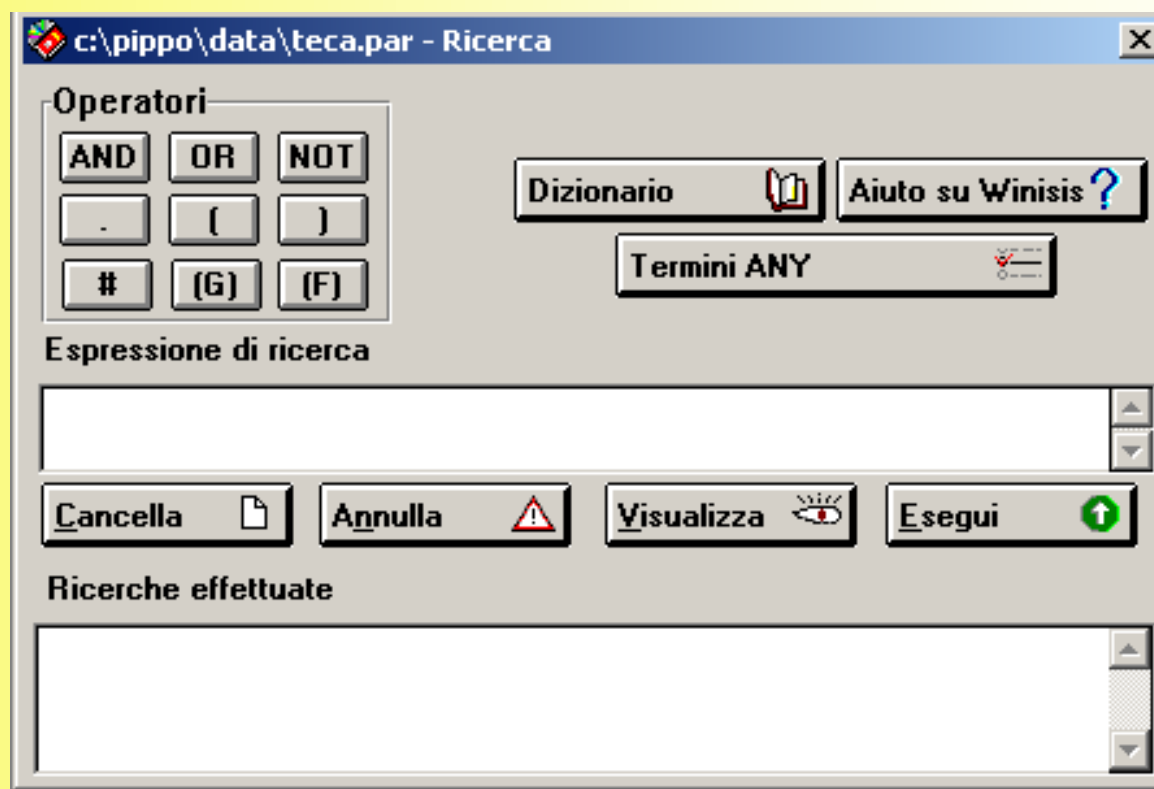 c:\pippo\data\teca.par - Ricerca
Operatori
AND OR NOT
. ( )
# (G) (F)
Dizionario Aiuto su Winisis ?
Termini ANY
Espressione di ricerca
Cancella Annulla Visualizza Esegui
Ricerche effettuate